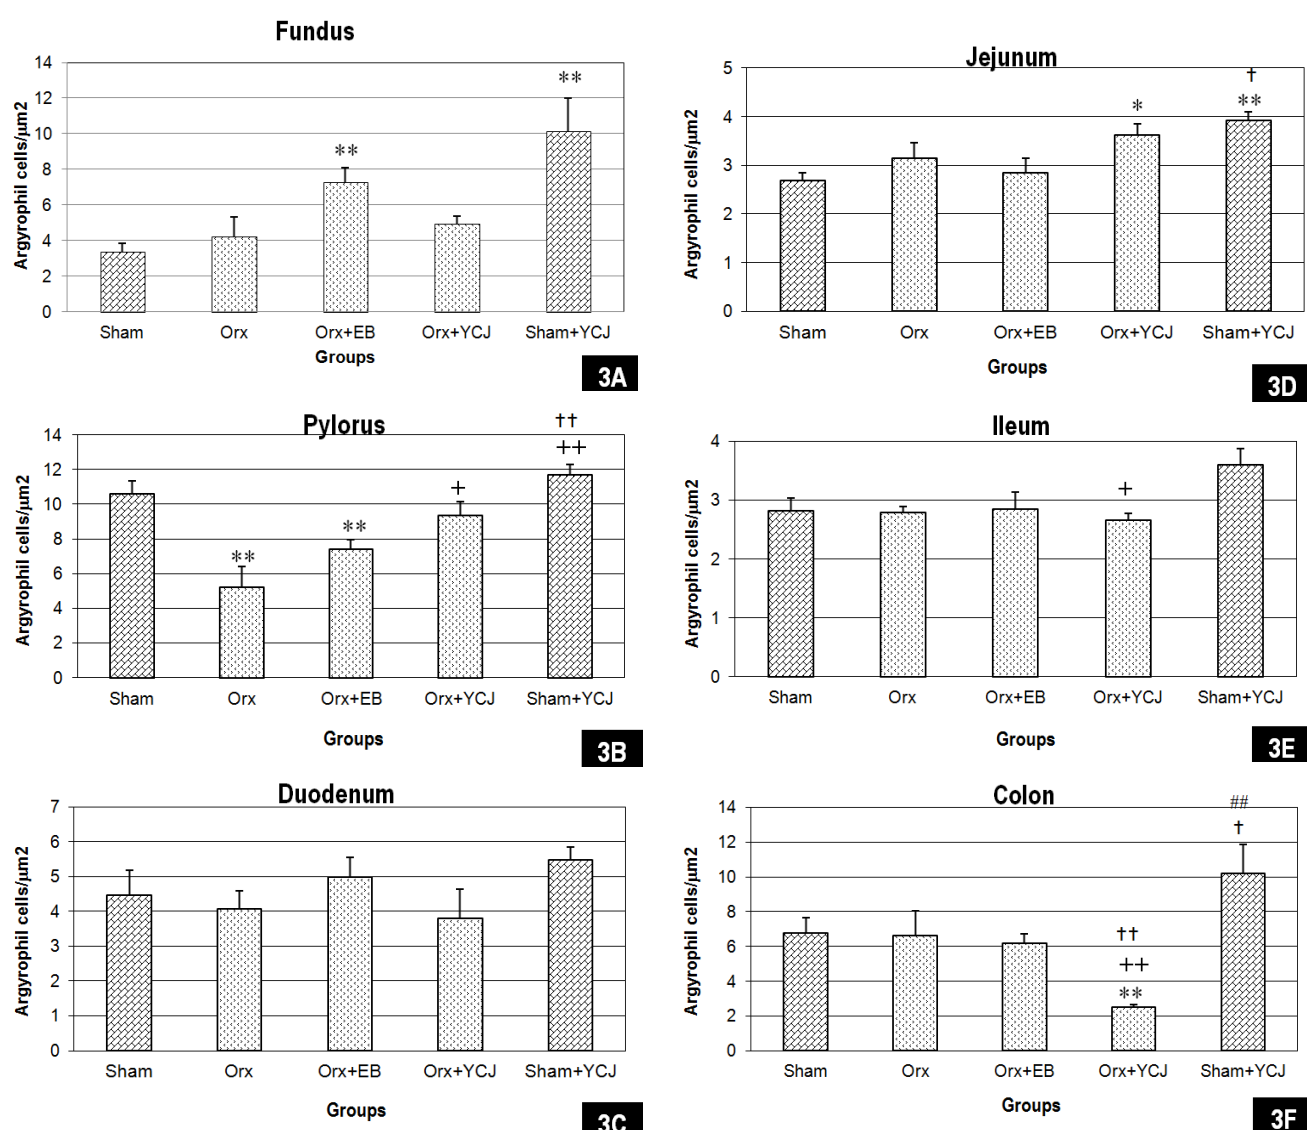 Fundus
14
12
10
8
6
4
2
0
Argyrophil cells/µm2
**
**
Sham Orx Orx+EB Orx+YCJ Sham+YCJ
Groups
3A
Jejunum
5
4
3
2
1
0
Argyrophil cells/µm2
*
†
**
Sham Orx Orx+EB Orx+YCJ Sham+YCJ
Groups
3D
Pylorus
14
12
10
8
6
4
2
0
Argyrophil cells/µm2
**
**
+
††
++
Sham Orx Orx+EB Orx+YCJ Sham+YCJ
Groups
3B
Ileum
4
3
2
1
0
Argyrophil cells/µm2
+
Sham Orx Orx+EB Orx+YCJ Sham+YCJ
Groups
3E
Duodenum
7
6
5
4
3
2
1
0
Argyrophil cells/µm2
Sham Orx Orx+EB Orx+YCJ Sham+YCJ
Groups
3C
Colon
14
12
10
8
6
4
2
0
Argyrophil cells/µm2
††
++
**
##
†
Sham Orx Orx+EB Orx+YCJ Sham+YCJ
Groups
3F